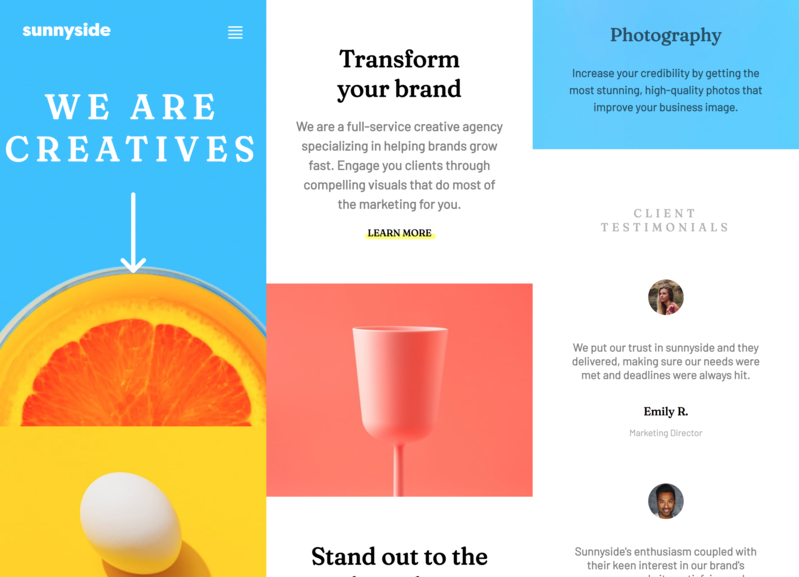 sunnyside
WE ARE
CREATIVES
Transform
your brand
We are a full-service creative agency
specializing in helping brands grow
fast. Engage you clients through
compelling visuals that do most of
the marketing for you.
LEARN MORE
Stand out to the
Photography
Increase your credibility by getting the
most stunning, high-quality photos that
improve your business image.
CLIENT
TESTIMONIALS
We put our trust in sunnyside and they
delivered, making sure our needs were
met and deadlines were always hit.
Emily R.
Marketing Director
Sunnyside's enthusiasm coupled with
their keen interest in our brand's